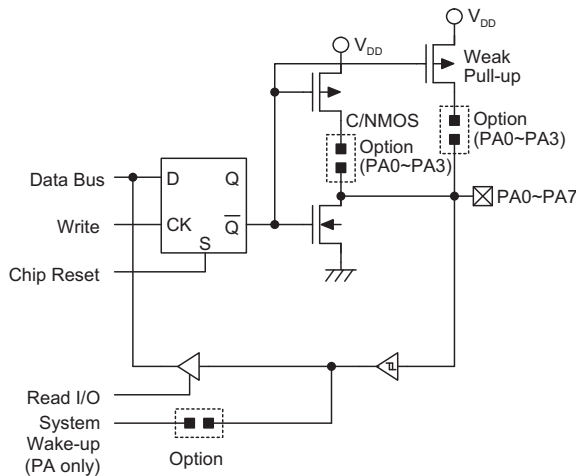 VDD
VDD
Weak
Pull-up
C/NMOS
Option
(PA0~PA3)
Option
(PA0~PA3)
Data Bus
D
Q
PA0~PA7
Write
CK
Q
S
Chip Reset
Read I/O
System
Wake-up
(PA only)
Option